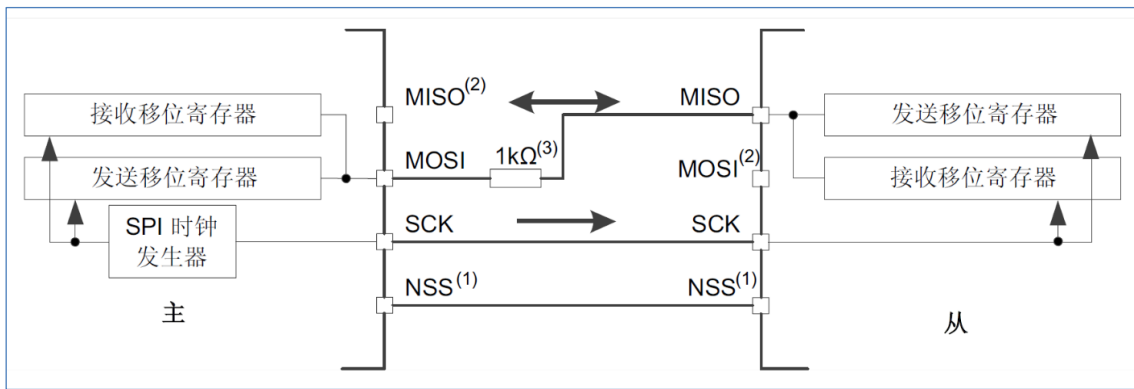 MISO(2)
MISO
接收移位寄存器
发送移位寄存器
MOSI
1kΩ(3)
MOSI(2)
发送移位寄存器
接收移位寄存器
SPI 时钟
发生器
SCK
SCK
NSS(1)
NSS(1)
主
从